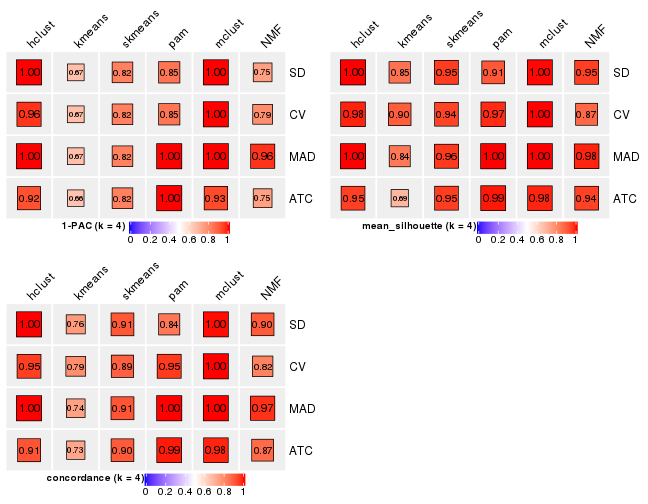 hclust kmeans skmeans pam mclust NMF
1.00 0.67 0.82 0.85 1.00 0.75 SD
0.96 0.67 0.82 0.85 1.00 0.79 CV
1.00 0.67 0.82 1.00 1.00 0.96 MAD
0.92 0.66 0.82 1.00 0.93 0.75 ATC
1-PAC (k = 4)
0 0.2 0.4 0.6 0.8 1
hclust kmeans skmeans pam mclust NMF
1.00 0.85 0.95 0.91 1.00 0.95 SD
0.98 0.90 0.94 0.97 1.00 0.87 CV
1.00 0.84 0.96 1.00 1.00 0.98 MAD
0.95 0.69 0.95 0.99 0.98 0.94 ATC
mean_silhouette (k = 4)
0 0.2 0.4 0.6 0.8 1
hclust kmeans skmeans pam mclust NMF
1.00 0.76 0.91 0.84 1.00 0.90 SD
0.95 0.79 0.89 0.95 1.00 0.82 CV
1.00 0.74 0.91 1.00 1.00 0.97 MAD
0.91 0.73 0.90 0.99 0.98 0.87 ATC
concordance (k = 4)
0 0.2 0.4 0.6 0.8 1